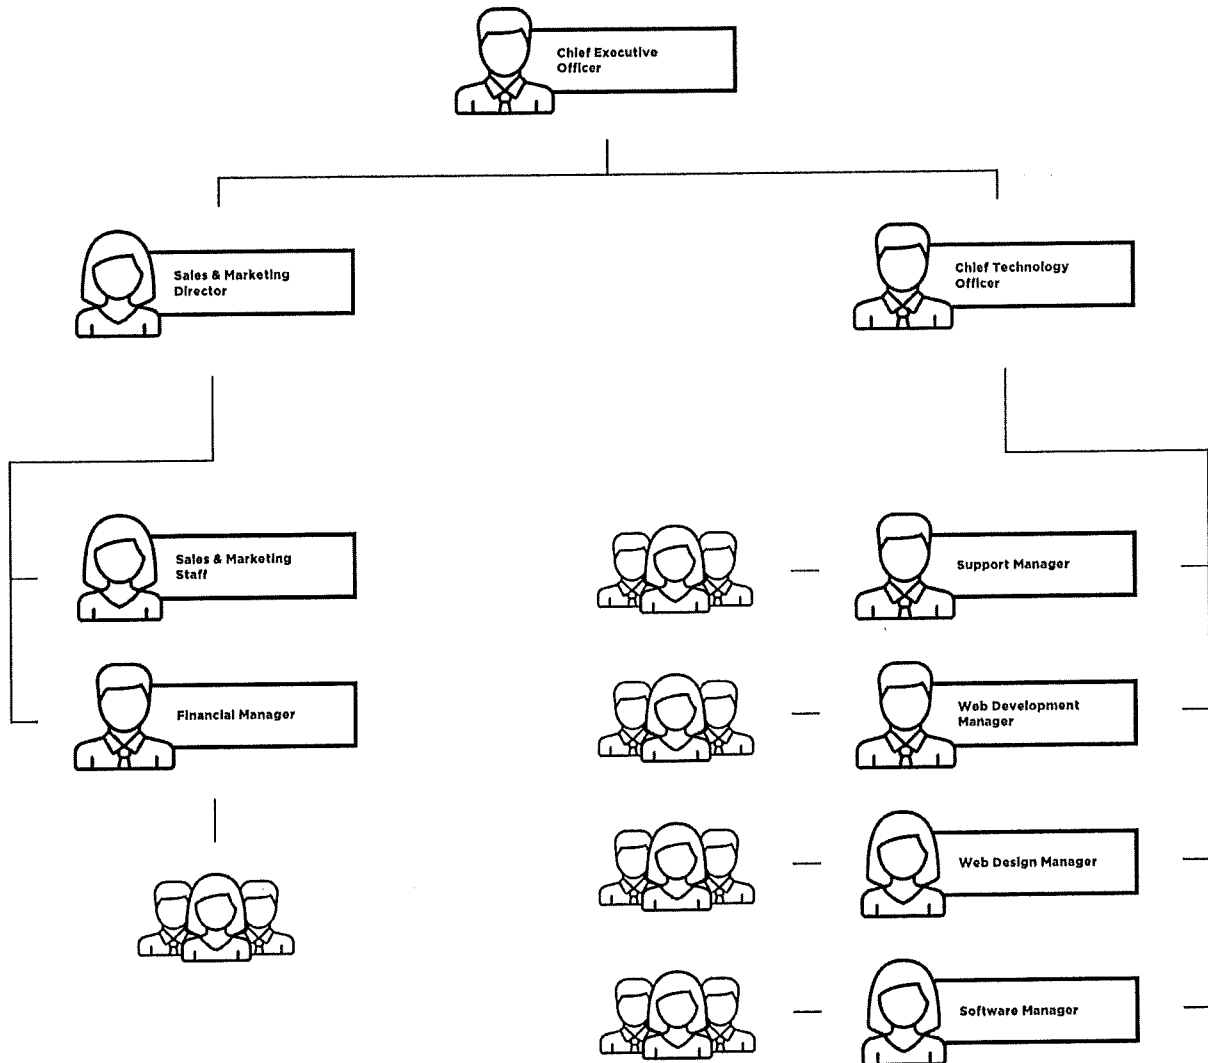 Chief Executive
Officer
Sales & Marketing
Director
Chief Technology
Officer
Sales & Marketing
Staff
Support Manager
Financial Manager
Web Development
Manager
Web Design Manager
Software Manager